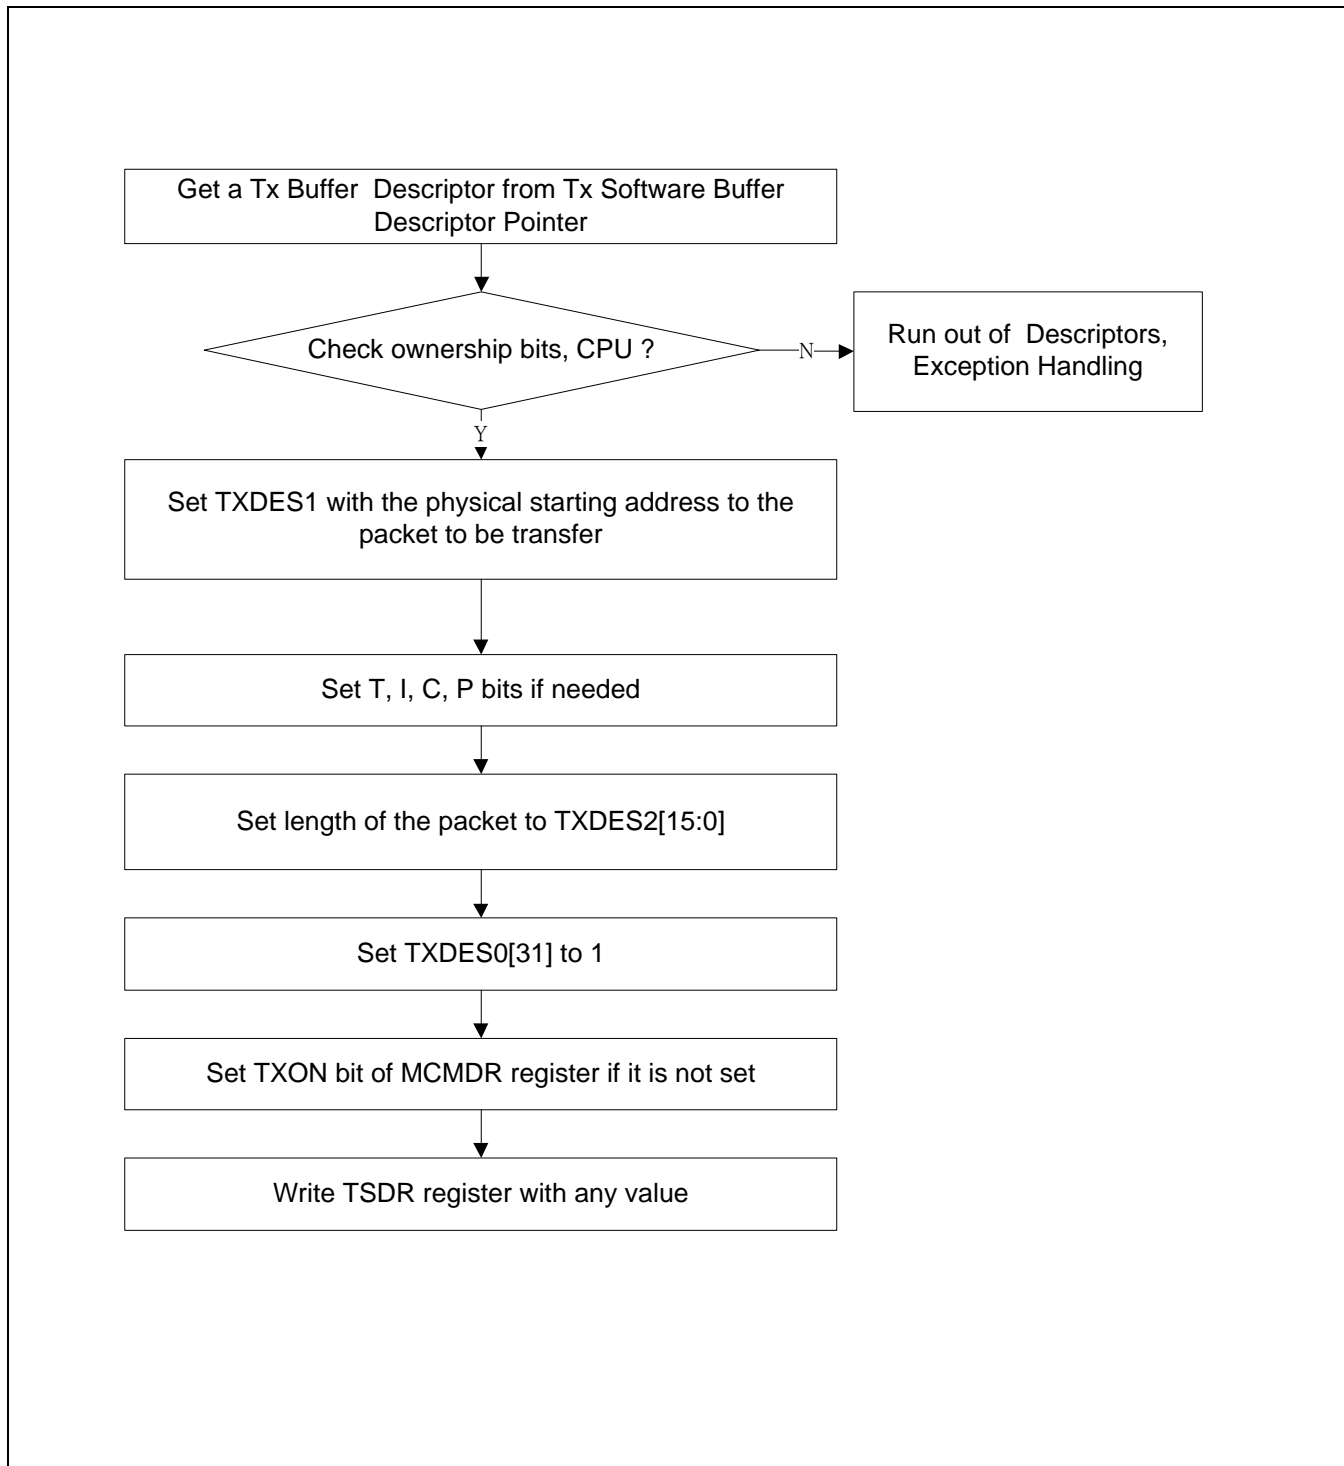 Get a Tx Buffer  Descriptor from Tx Software Buffer
Descriptor Pointer
Check ownership bits, CPU ?
N
Run out of  Descriptors,
Exception Handling
Y
Set TXDES1 with the physical starting address to the
packet to be transfer
Set T, I, C, P bits if needed
Set length of the packet to TXDES2[15:0]
Set TXDES0[31] to 1
Set TXON bit of MCMDR register if it is not set
Write TSDR register with any value